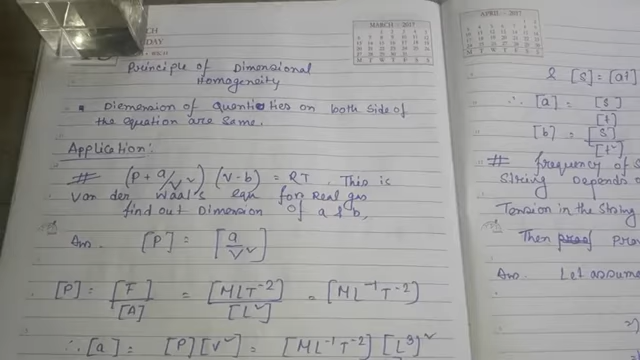 MARCH - 2017
APRIL - 2017
Principle of Dimensional
Homogeneity
Diemension of Quantities on both side of
the equation are same.
Application:
# (P + a/V²) (V - b) = RT. This is
van der Waal's eqn for real gas
find out Dimension of a & b,
Ans. [P] = [a/V²]
[P] = [F]/[A] = [MLT⁻²]/[L²] = [ML⁻¹T⁻²]
∴ [a] = [P][V²] = [ML⁻¹T⁻²] [L³]²
& [S] = [at]
∴ [a] = [S]/[t]
[b] = [S]/[t²]
# frequency of s
String Depends o
Tension in the String
Then prov
Ans. Let assume